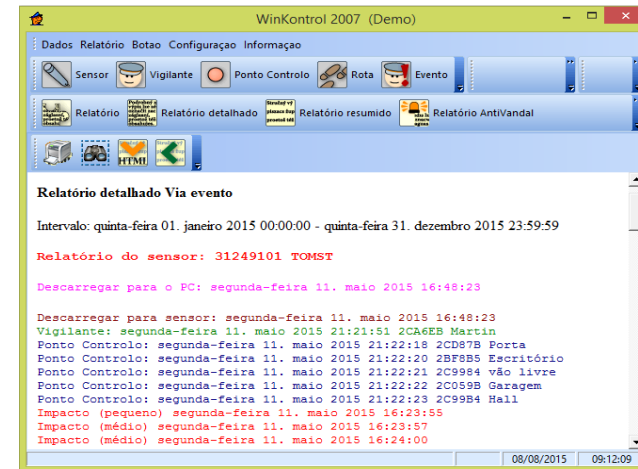 WinKontrol 2007 (Demo)
Dados Relatório Botao Configuraçao Informaçao
Sensor Vigilante Ponto Controlo Rota Evento
Relatório Relatório detalhado Relatório resumido Relatório AntiVandal
HTML
Relatório detalhado Via evento
Intervalo: quinta-feira 01. janeiro 2015 00:00:00 - quinta-feira 31. dezembro 2015 23:59:59
Relatório do sensor: 31249101 TOMST
Descarregar para o PC: segunda-feira 11. maio 2015 16:48:23
Descarregar para sensor: segunda-feira 11. maio 2015 16:48:23
Vigilante: segunda-feira 11. maio 2015 21:21:51 2CA6EB Martin
Ponto Controlo: segunda-feira 11. maio 2015 21:22:18 2CD87B Porta
Ponto Controlo: segunda-feira 11. maio 2015 21:22:20 2BF8B5 Escritório
Ponto Controlo: segunda-feira 11. maio 2015 21:22:21 2C9984 vão livre
Ponto Controlo: segunda-feira 11. maio 2015 21:22:22 2C059B Garagem
Ponto Controlo: segunda-feira 11. maio 2015 21:22:23 2C99B4 Hall
Impacto (pequeno) segunda-feira 11. maio 2015 16:23:55
Impacto (médio) segunda-feira 11. maio 2015 16:23:57
Impacto (médio) segunda-feira 11. maio 2015 16:24:00
08/08/2015 09:12:09